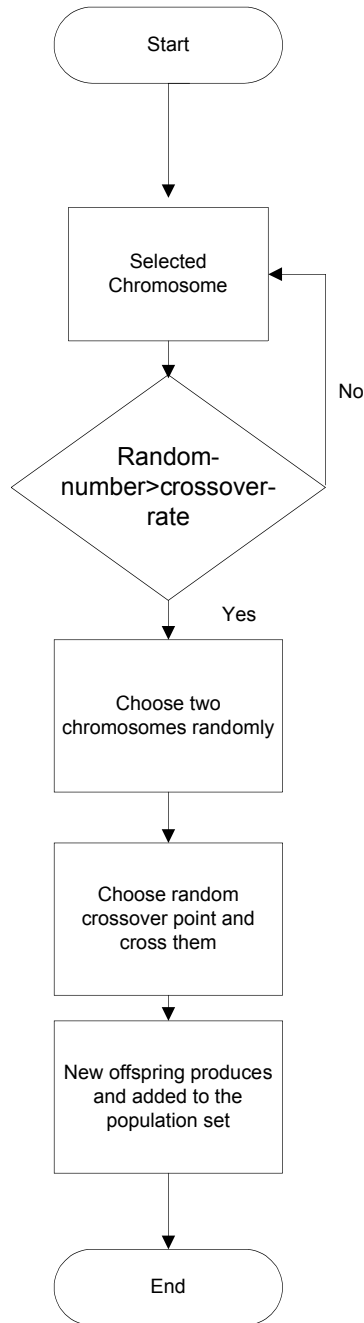 Start
Selected
Chromosome
No
Random-
number>crossover-
rate
Yes
Choose two
chromosomes randomly
Choose random
crossover point and
cross them
New offspring produces
and added to the
population set
End